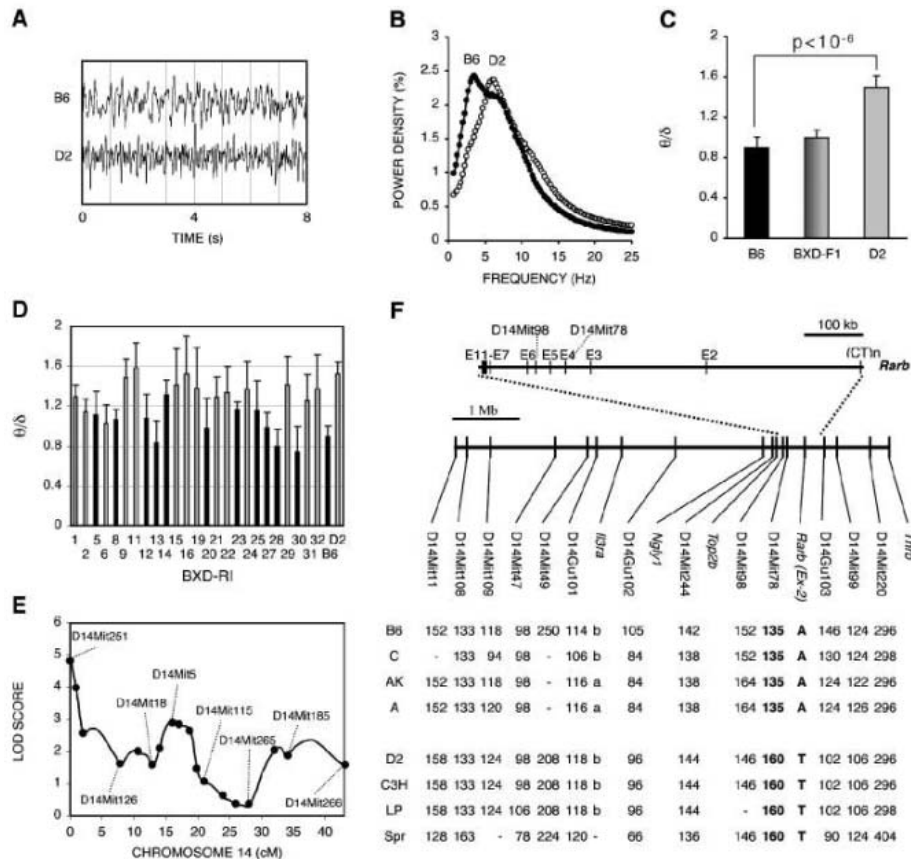 A
B6
D2
0
4
8
TIME (s)
B
B6 D2
POWER DENSITY (%)
3
2.5
2
1.5
1
0.5
0
0 5 10 15 20 25
FREQUENCY (Hz)
C
p<10-6
θ/δ
2
1.6
1.2
0.8
0.4
0
B6 BXD-F1 D2
D
θ/δ
2
1.6
1.2
0.8
0.4
1 5 8 11 13 15 19 21 23 25 28 30 32 D2
2 6 9 12 14 16 20 22 24 27 29 31 B6
BXD-RI
E
LOD SCORE
6
5
4
3
2
1
0
D14Mit251
D14Mit5
D14Mit18
D14Mit185
D14Mit115
D14Mit265
D14Mit126
D14Mit266
0 5 10 15 20 25 30 35 40
CHROMOSOME 14 (cM)
F
D14Mit98 D14Mit78
100 kb
E11-E7 E6 E5 E4 E3 E2 (CT)n
Rarb
1 Mb
D14Mit11
D14Mit108
D14Mit109
D14Mit47
D14Mit49
D14Gu101
Il3ra
D14Gu102
Ngly1
D14Mit244
Top2b
D14Mit98
D14Mit78
Rarb (Ex-2)
D14Gu103
D14Mit99
D14Mit220
B6 152 133 118 98 250 114 b 105 142 152 135 A 146 124 296
C - 133 94 98 - 106 b 84 138 152 135 A 130 124 298
AK 152 133 118 98 - 116 a 84 138 164 135 A 124 122 296
A 152 133 120 98 - 116 a 84 138 164 135 A 124 126 296
D2 158 133 124 98 208 118 b 96 144 146 160 T 102 106 296
C3H 158 133 124 98 208 118 b 96 144 146 160 T 102 106 296
LP 158 133 124 106 208 118 b 96 144 - 160 T 102 106 298
Spr 128 163 - 78 224 120 - 66 136 146 160 T 90 124 404